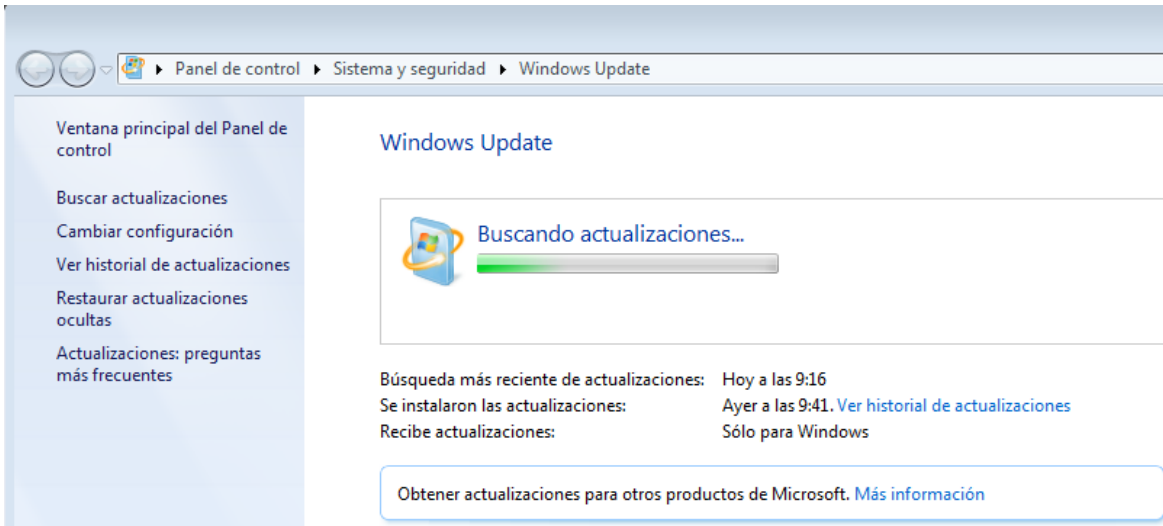 Panel de control ▸ Sistema y seguridad ▸ Windows Update
Ventana principal del Panel de
control
Buscar actualizaciones
Cambiar configuración
Ver historial de actualizaciones
Restaurar actualizaciones
ocultas
Actualizaciones: preguntas
más frecuentes
Windows Update
Buscando actualizaciones...
Búsqueda más reciente de actualizaciones: Hoy a las 9:16
Se instalaron las actualizaciones: Ayer a las 9:41. Ver historial de actualizaciones
Recibe actualizaciones: Sólo para Windows
Obtener actualizaciones para otros productos de Microsoft. Más información